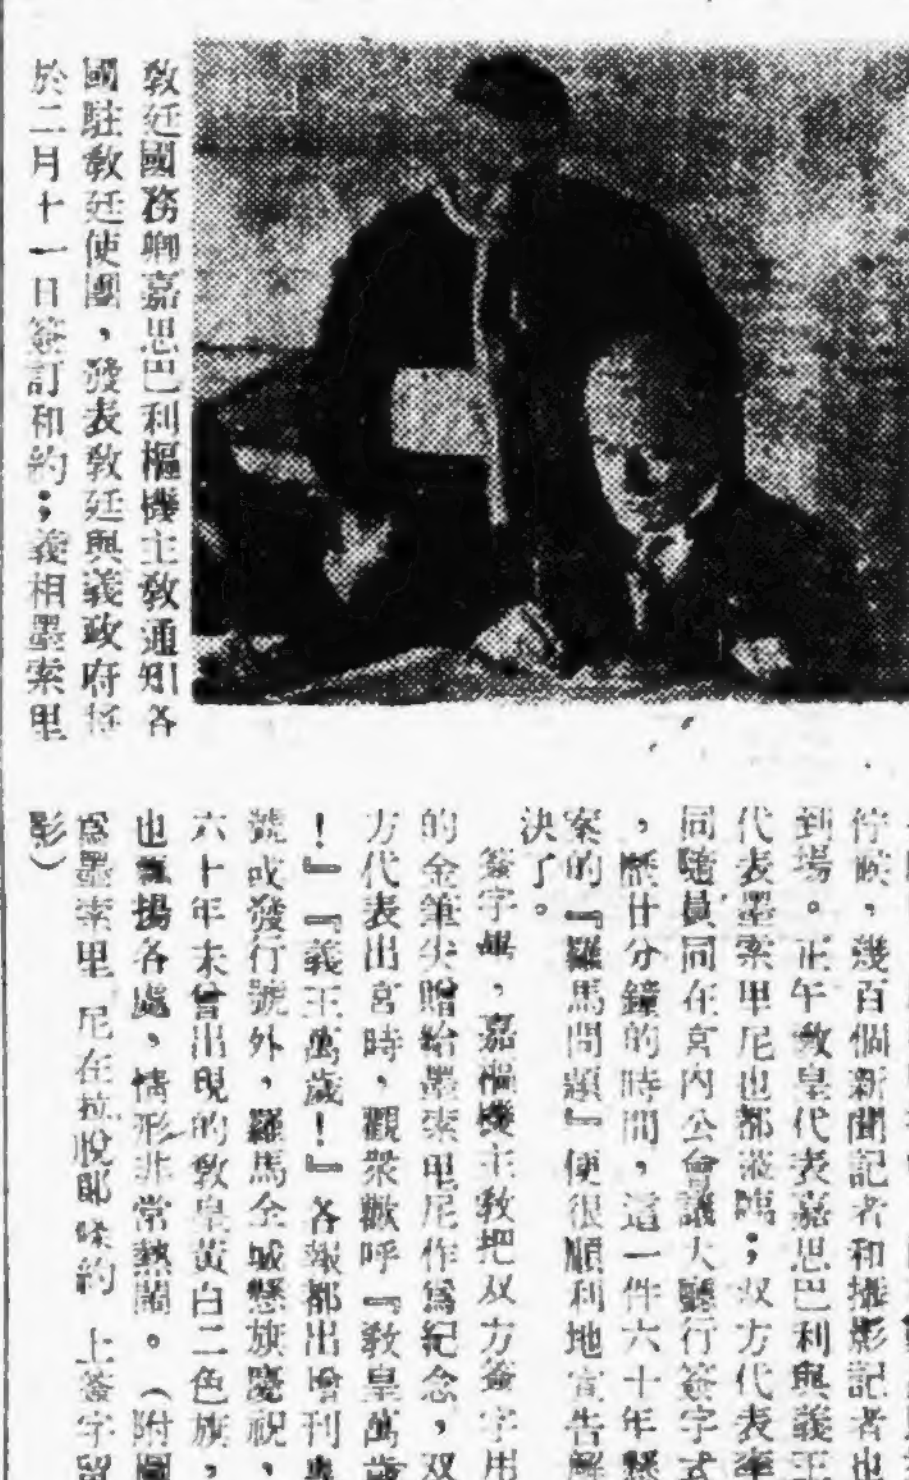 教廷國務卿嘉思巴利樞機主教通知各
國駐教廷使團，發表教廷與義政府將
於二月十一日簽訂和約；義相墨索里
幾百個新聞記者和攝影記者也
到場。正午教皇代表嘉思巴利與義王
代表墨索里尼也都蒞臨；双方代表
同隨員同在宮內公會議大廳行簽字式
，歷廿分鐘的時間，這一件六十年懸
案的『羅馬問題』便很順利地宣告解
決了。
簽字畢，嘉樞機主教把双方簽字用
的金筆尖贈給墨索里尼作爲紀念，双
方代表出宮時，觀衆歡呼『教皇萬歲
！』『義王萬歲！』各報都出增刊專
號或發行號外，羅馬全城懸旗慶祝，
六十年未曾出現的教皇黃白二色旗，
也飄揚各處、情形非常熱鬧。（附圖
爲墨索里尼在拉脫郎條約上簽字留
影）